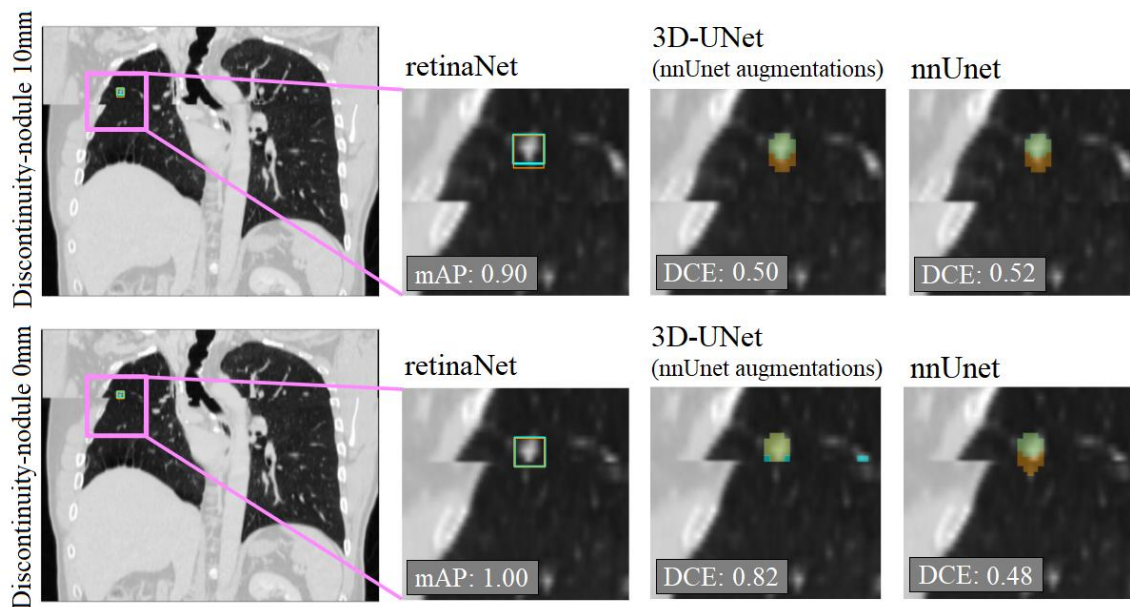 Discontinuity-nodule 10mm
retinaNet
3D-UNet
(nnUnet augmentations)
nnUnet
mAP: 0.90
DCE: 0.50
DCE: 0.52
Discontinuity-node 0mm
retinaNet
3D-UNet
(nnUnet augmentations)
nnUnet
mAP: 1.00
DCE: 0.82
DCE: 0.48